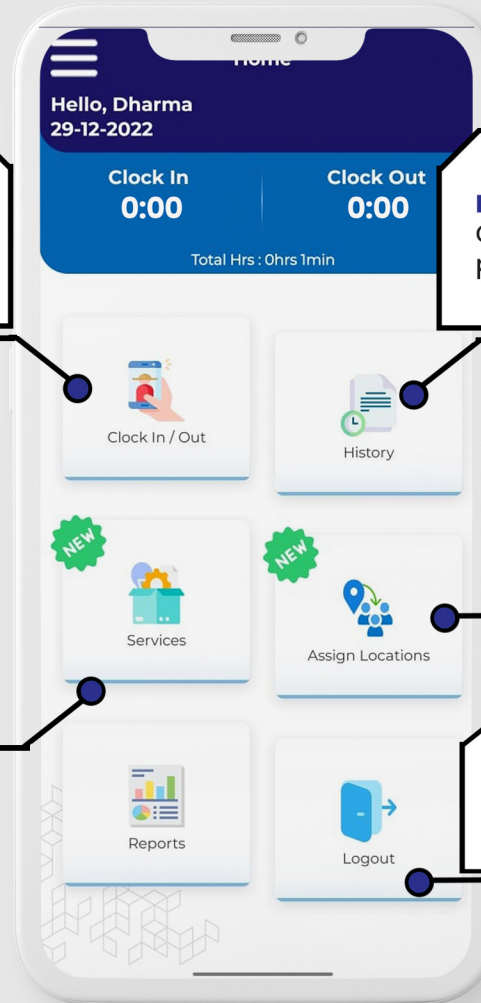 Home
Hello, Dharma
29-12-2022
Clock In
Clock Out
0:00
0:00
Total Hrs : 0hrs 1min
Clock In / Out
History
NEW
Services
NEW
Assign Locations
Reports
Logout